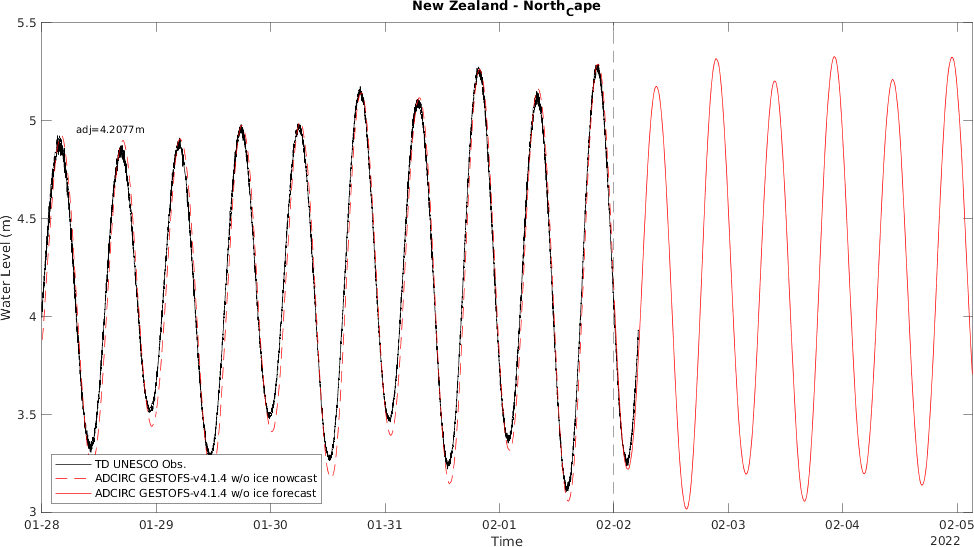 New Zealand - NorthCape
5.5
5
4.5
4
3.5
3
Water Level (m)
adj=4.2077m
TD UNESCO Obs.
ADCIRC GESTOFS-v4.1.4 w/o ice nowcast
ADCIRC GESTOFS-v4.1.4 w/o ice forecast
01-28 01-29 01-30 01-31 02-01 02-02 02-03 02-04 02-05
Time
2022